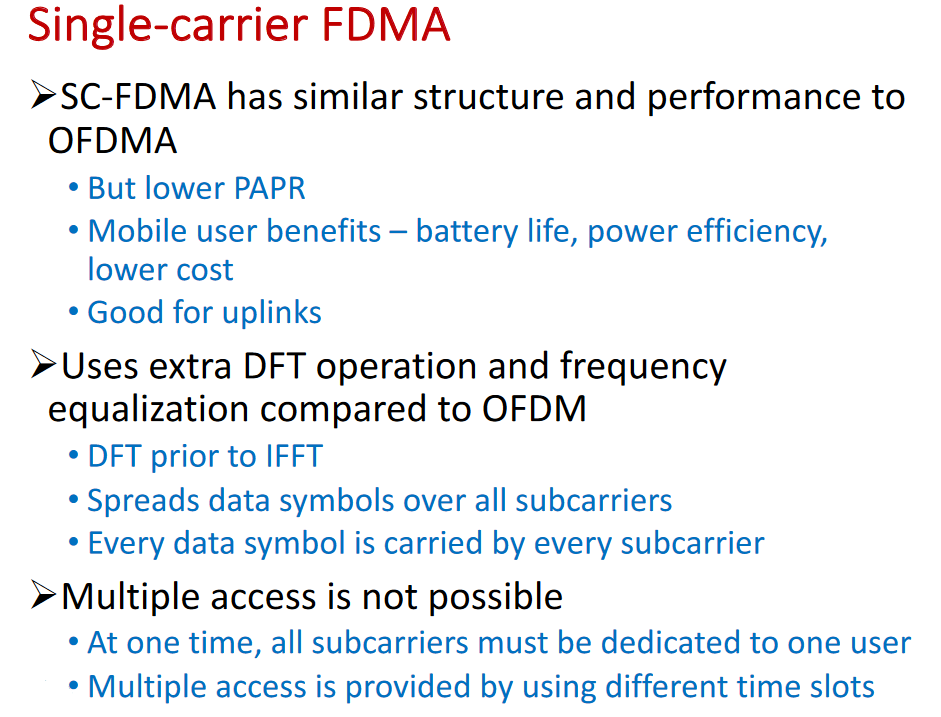 Single-carrier FDMA
➢SC-FDMA has similar structure and performance to
OFDMA
• But lower PAPR
• Mobile user benefits – battery life, power efficiency,
lower cost
• Good for uplinks
➢Uses extra DFT operation and frequency
equalization compared to OFDM
• DFT prior to IFFT
• Spreads data symbols over all subcarriers
• Every data symbol is carried by every subcarrier
➢Multiple access is not possible
• At one time, all subcarriers must be dedicated to one user
• Multiple access is provided by using different time slots